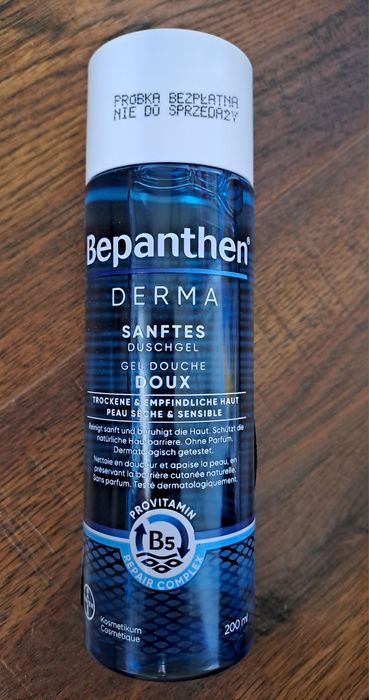 PRÓBKA BEZPŁATNA
NIE DO SPRZEDAŻY
Bepanthen®
DERMA
SANFTES
DUSCHGEL
GEL DOUCHE
DOUX
TROCKENE & EMPFINDLICHE HAUT
PEAU SÈCHE & SENSIBLE
Reinigt sanft und beruhigt die Haut. Schützt die
natürliche Hautbarriere. Ohne Parfum.
Dermatologisch getestet.
Nettoie en douceur et apaise la peau, en
préservant la barrière cutanée naturelle.
Sans parfum. Testé dermatologiquement.
PROVITAMIN
B5
REPAIR COMPLEX
Kosmetikum
Cosmétique
200 ml